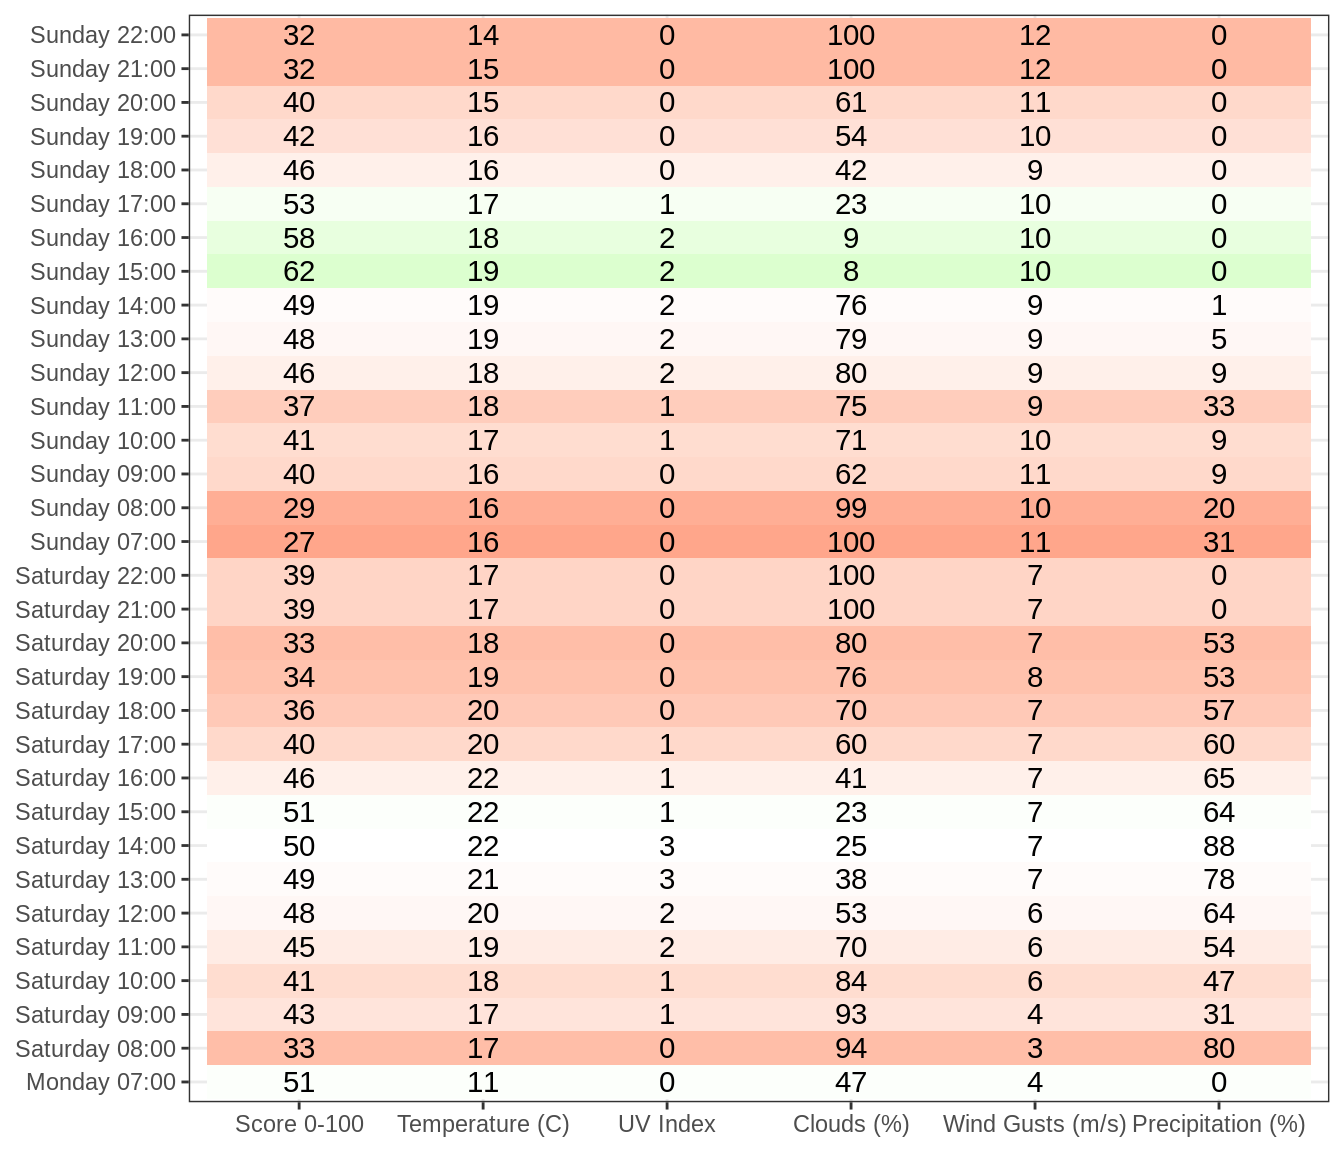 Sunday 22:00 32 14 0 100 12 0
Sunday 21:00 32 15 0 100 12 0
Sunday 20:00 40 15 0 61 11 0
Sunday 19:00 42 16 0 54 10 0
Sunday 18:00 46 16 0 42 9 0
Sunday 17:00 53 17 1 23 10 0
Sunday 16:00 58 18 2 9 10 0
Sunday 15:00 62 19 2 8 10 0
Sunday 14:00 49 19 2 76 9 1
Sunday 13:00 48 19 2 79 9 5
Sunday 12:00 46 18 2 80 9 9
Sunday 11:00 37 18 1 75 9 33
Sunday 10:00 41 17 1 71 10 9
Sunday 09:00 40 16 0 62 11 9
Sunday 08:00 29 16 0 99 10 20
Sunday 07:00 27 16 0 100 11 31
Saturday 22:00 39 17 0 100 7 0
Saturday 21:00 39 17 0 100 7 0
Saturday 20:00 33 18 0 80 7 53
Saturday 19:00 34 19 0 76 8 53
Saturday 18:00 36 20 0 70 7 57
Saturday 17:00 40 20 1 60 7 60
Saturday 16:00 46 22 1 41 7 65
Saturday 15:00 51 22 1 23 7 64
Saturday 14:00 50 22 3 25 7 88
Saturday 13:00 49 21 3 38 7 78
Saturday 12:00 48 20 2 53 6 64
Saturday 11:00 45 19 2 70 6 54
Saturday 10:00 41 18 1 84 6 47
Saturday 09:00 43 17 1 93 4 31
Saturday 08:00 33 17 0 94 3 80
Monday 07:00 51 11 0 47 4 0
Score 0-100 Temperature (C) UV Index Clouds (%) Wind Gusts (m/s) Precipitation (%)